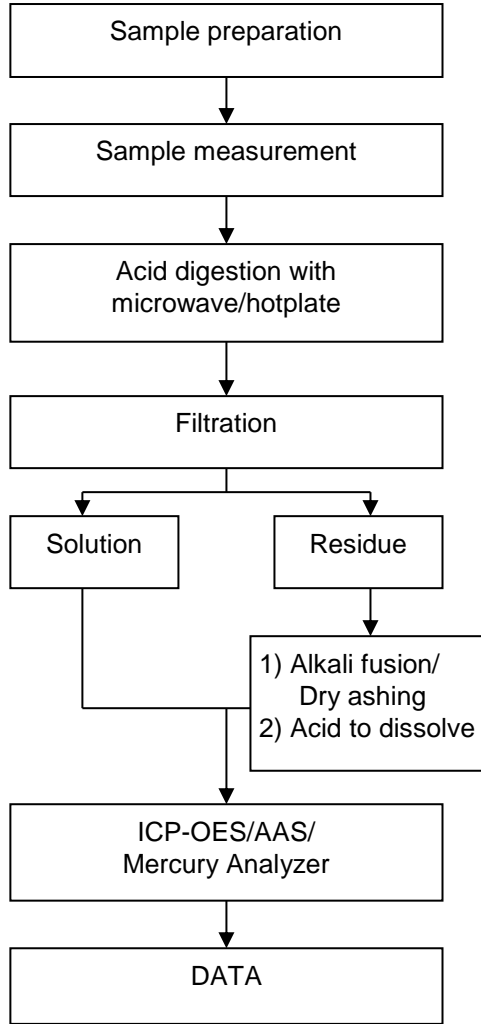 Sample preparation
Sample measurement
Acid digestion with
microwave/hotplate
Filtration
Solution
Residue
1) Alkali fusion/
Dry ashing
2) Acid to dissolve
ICP-OES/AAS/
Mercury Analyzer
DATA